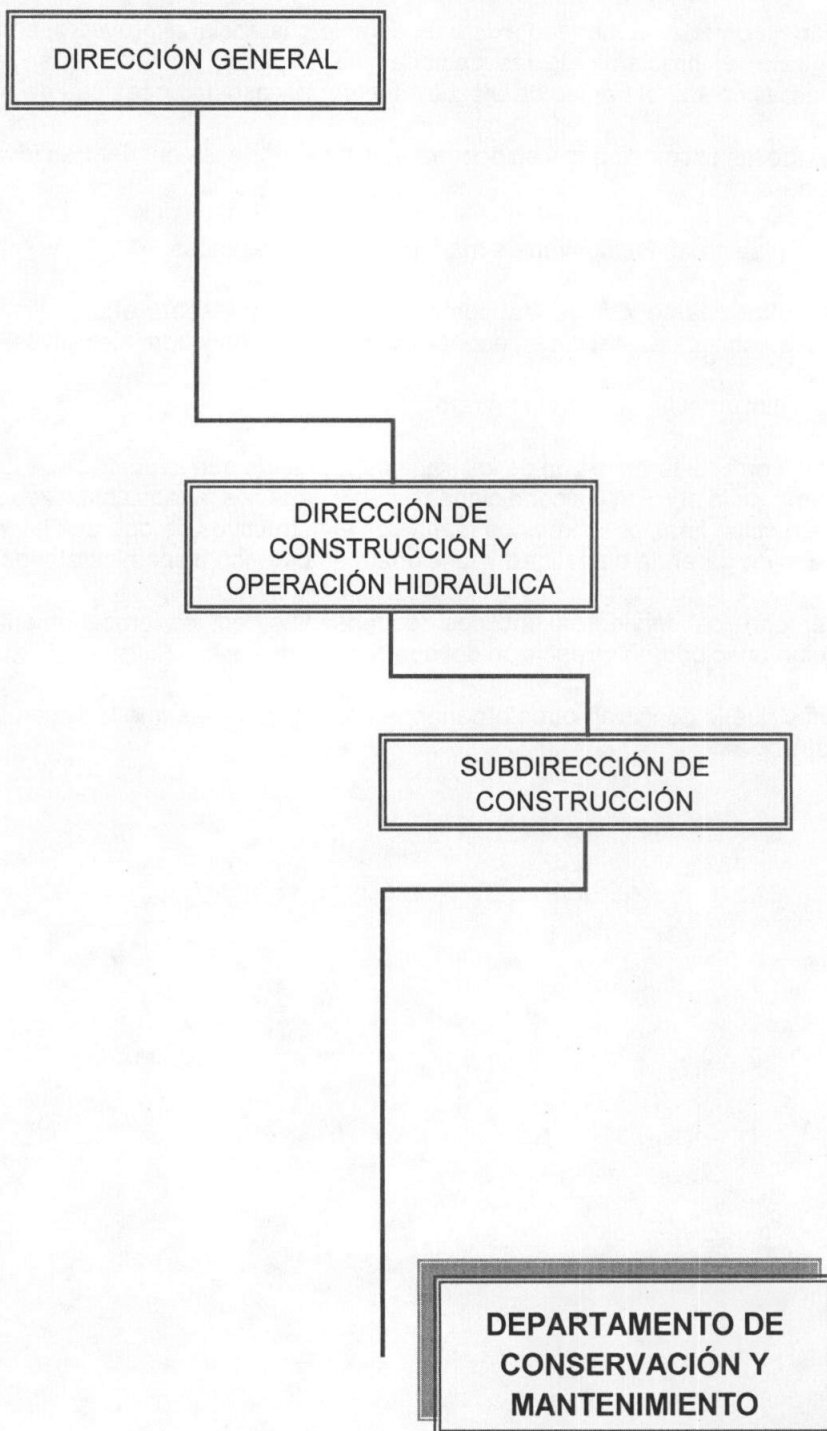 DIRECCIÓN GENERAL
DIRECCIÓN DE
CONSTRUCCIÓN Y
OPERACIÓN HIDRAULICA
SUBDIRECCIÓN DE
CONSTRUCCIÓN
DEPARTAMENTO DE
CONSERVACIÓN Y
MANTENIMIENTO